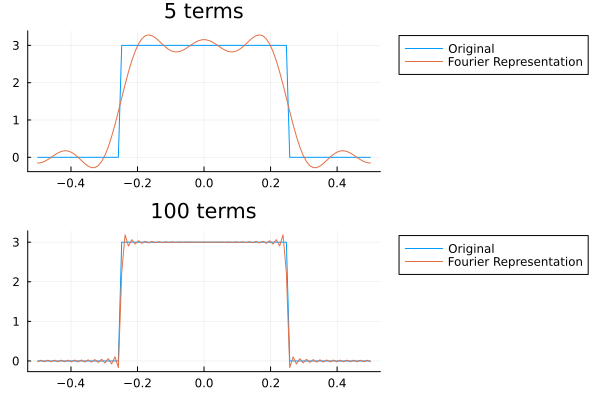 5 terms
3
2
1
0
−0.4 −0.2 0.0 0.2 0.4
Original
Fourier Representation
100 terms
3
2
1
0
−0.4 −0.2 0.0 0.2 0.4
Original
Fourier Representation